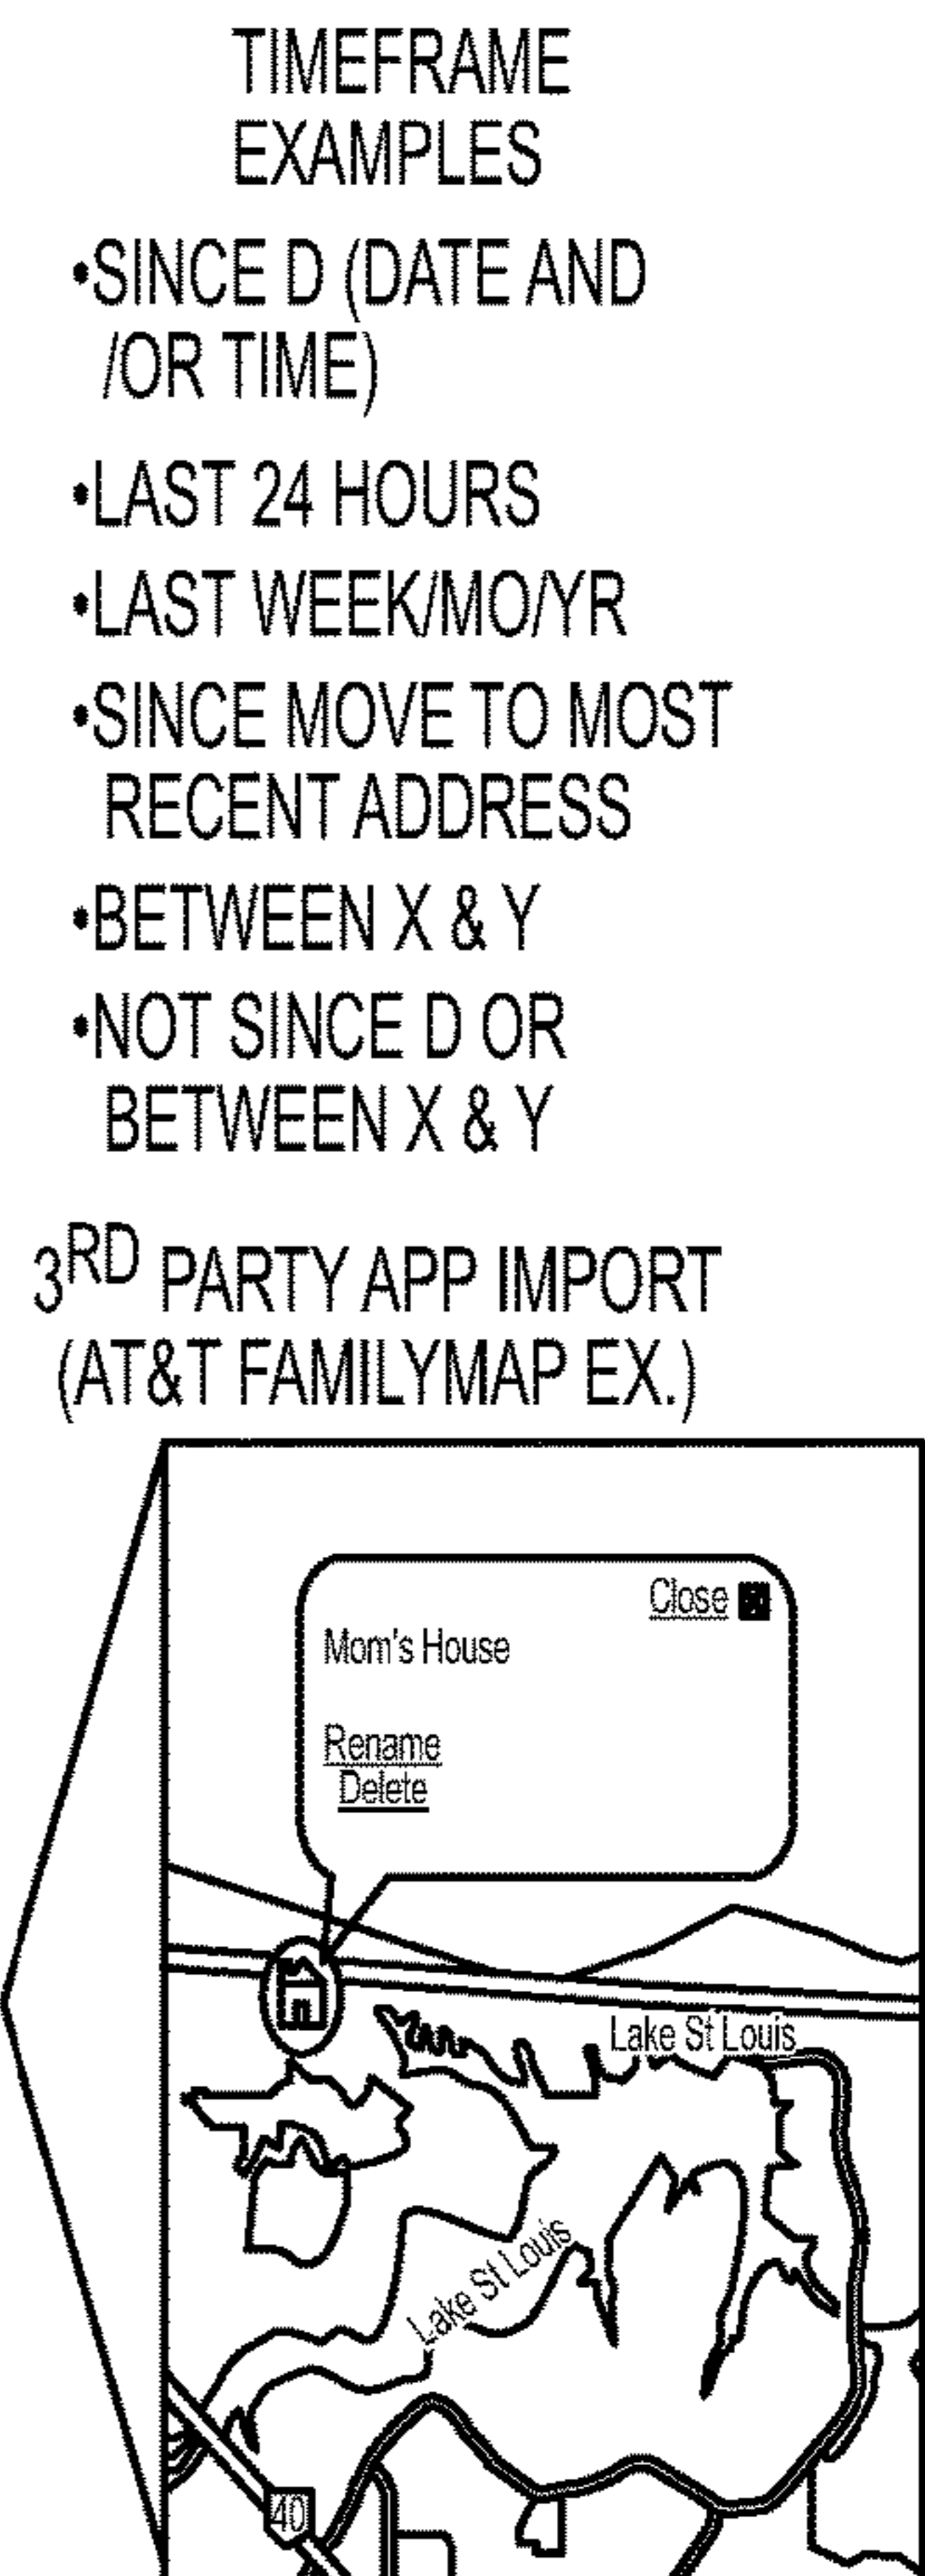 TIMEFRAME
EXAMPLES
•SINCE D (DATE AND
/OR TIME)
•LAST 24 HOURS
•LAST WEEK/MO/YR
•SINCE MOVE TO MOST
RECENT ADDRESS
•BETWEEN X & Y
•NOT SINCE D OR
BETWEEN X & Y
3RD PARTY APP IMPORT
(AT&T FAMILYMAP EX.)
Close
Mom's House
Rename
Delete
Lake St Louis
Lake St Louis
40